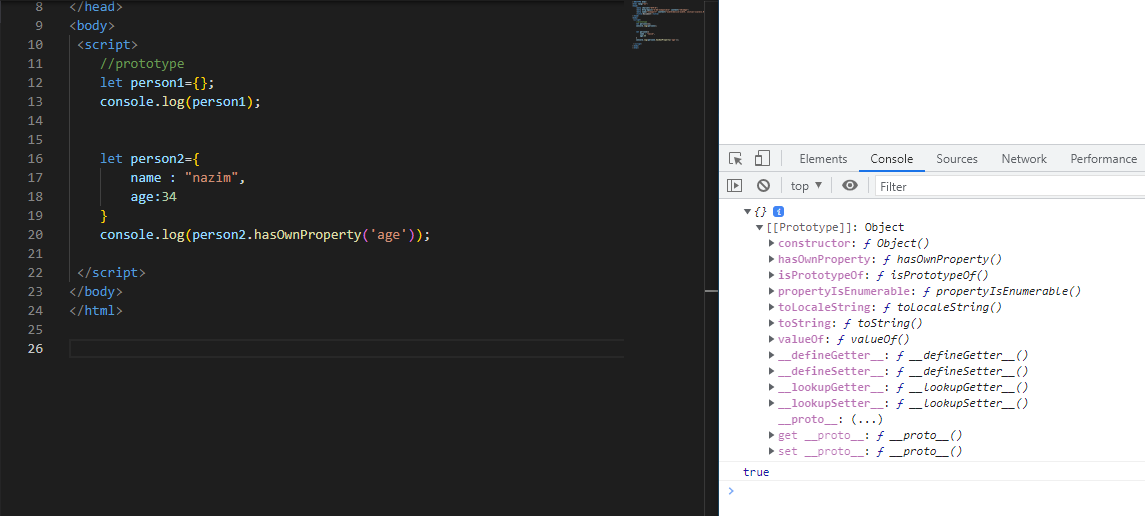 8 </head>
9 <body>
10 <script>
11 //prototype
12 let person1={};
13 console.log(person1);
14
15
16 let person2={
17 name : "nazim",
18 age:34
19 }
20 console.log(person2.hasOwnProperty('age'));
21
22 </script>
23 </body>
24 </html>
25
26
Elements Console Sources Network Performance
top ▼ Filter
▼{} i
▼[[Prototype]]: Object
▶constructor: ƒ Object()
▶hasOwnProperty: ƒ hasOwnProperty()
▶isPrototypeOf: ƒ isPrototypeOf()
▶propertyIsEnumerable: ƒ propertyIsEnumerable()
▶toLocaleString: ƒ toLocaleString()
▶toString: ƒ toString()
▶valueOf: ƒ valueOf()
▶__defineGetter__: ƒ __defineGetter__()
▶__defineSetter__: ƒ __defineSetter__()
▶__lookupGetter__: ƒ __lookupGetter__()
▶__lookupSetter__: ƒ __lookupSetter__()
__proto__: (...)
▶get __proto__: ƒ __proto__()
▶set __proto__: ƒ __proto__()
true
>